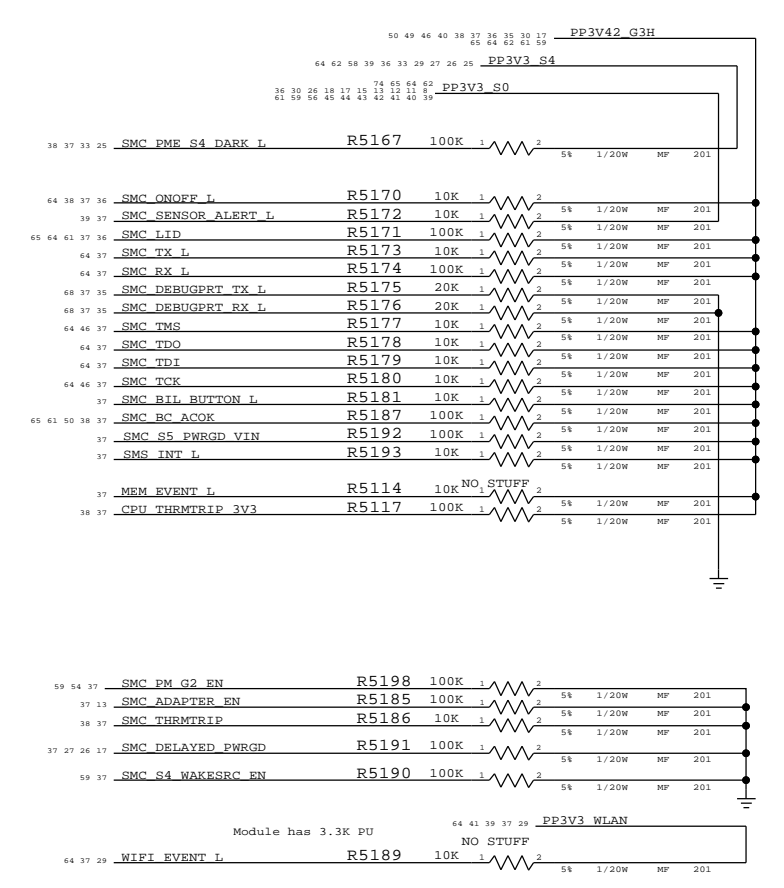 50 49 46 40 38 37 36 35 30 17 PP3V42_G3H
65 64 62 61 59
64 62 58 39 36 33 29 27 26 25 PP3V3_S4
74 65 64 62
36 30 26 18 17 15 13 12 11 8 PP3V3_S0
61 59 56 45 44 43 42 41 40 39
38 37 33 25 SMC_PME_S4_DARK_L R5167 100K 1 2
5% 1/20W MF 201
64 38 37 36 SMC_ONOFF_L R5170 10K 1 2
5% 1/20W MF 201
39 37 SMC_SENSOR_ALERT_L R5172 10K 1 2
5% 1/20W MF 201
65 64 61 37 36 SMC_LID R5171 100K 1 2
5% 1/20W MF 201
64 37 SMC_TX_L R5173 10K 1 2
5% 1/20W MF 201
64 37 SMC_RX_L R5174 100K 1 2
5% 1/20W MF 201
68 37 35 SMC_DEBUGPRT_TX_L R5175 20K 1 2
5% 1/20W MF 201
68 37 35 SMC_DEBUGPRT_RX_L R5176 20K 1 2
5% 1/20W MF 201
64 46 37 SMC_TMS R5177 10K 1 2
5% 1/20W MF 201
64 37 SMC_TDO R5178 10K 1 2
5% 1/20W MF 201
64 37 SMC_TDI R5179 10K 1 2
5% 1/20W MF 201
64 46 37 SMC_TCK R5180 10K 1 2
5% 1/20W MF 201
37 SMC_BIL_BUTTON_L R5181 10K 1 2
5% 1/20W MF 201
65 61 50 38 37 SMC_BC_ACOK R5187 100K 1 2
5% 1/20W MF 201
37 SMC_S5_PWRGD_VIN R5192 100K 1 2
5% 1/20W MF 201
37 SMS_INT_L R5193 10K 1 2
5% 1/20W MF 201
NO STUFF
37 MEM_EVENT_L R5114 10K 1 2
5% 1/20W MF 201
38 37 CPU_THRMTRIP_3V3 R5117 100K 1 2
5% 1/20W MF 201
59 54 37 SMC_PM_G2_EN R5198 100K 1 2
5% 1/20W MF 201
37 13 SMC_ADAPTER_EN R5185 100K 1 2
5% 1/20W MF 201
38 37 SMC_THRMTRIP R5186 10K 1 2
5% 1/20W MF 201
37 27 26 17 SMC_DELAYED_PWRGD R5191 100K 1 2
5% 1/20W MF 201
59 37 SMC_S4_WAKESRC_EN R5190 100K 1 2
5% 1/20W MF 201
64 41 39 37 29 PP3V3_WLAN
Module has 3.3K PU
NO STUFF
64 37 29 WIFI_EVENT_L R5189 10K 1 2
5% 1/20W MF 201